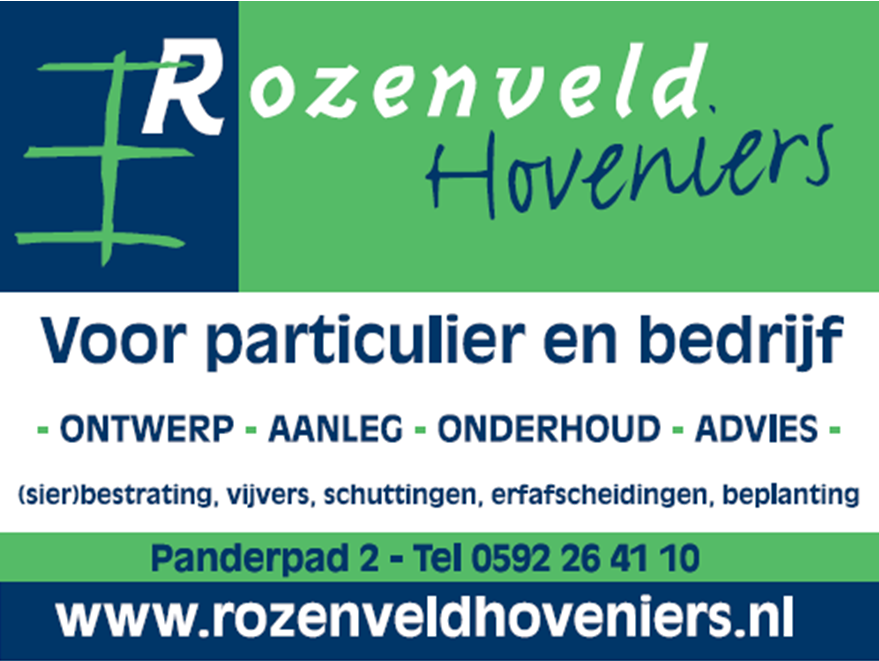 Rozenveld
Hoveniers
Voor particulier en bedrijf
- ONTWERP - AANLEG - ONDERHOUD - ADVIES -
(sier)bestrating, vijvers, schuttingen, erfafscheidingen, beplanting
Panderpad 2 - Tel 0592 26 41 10
www.rozenveldhoveniers.nl